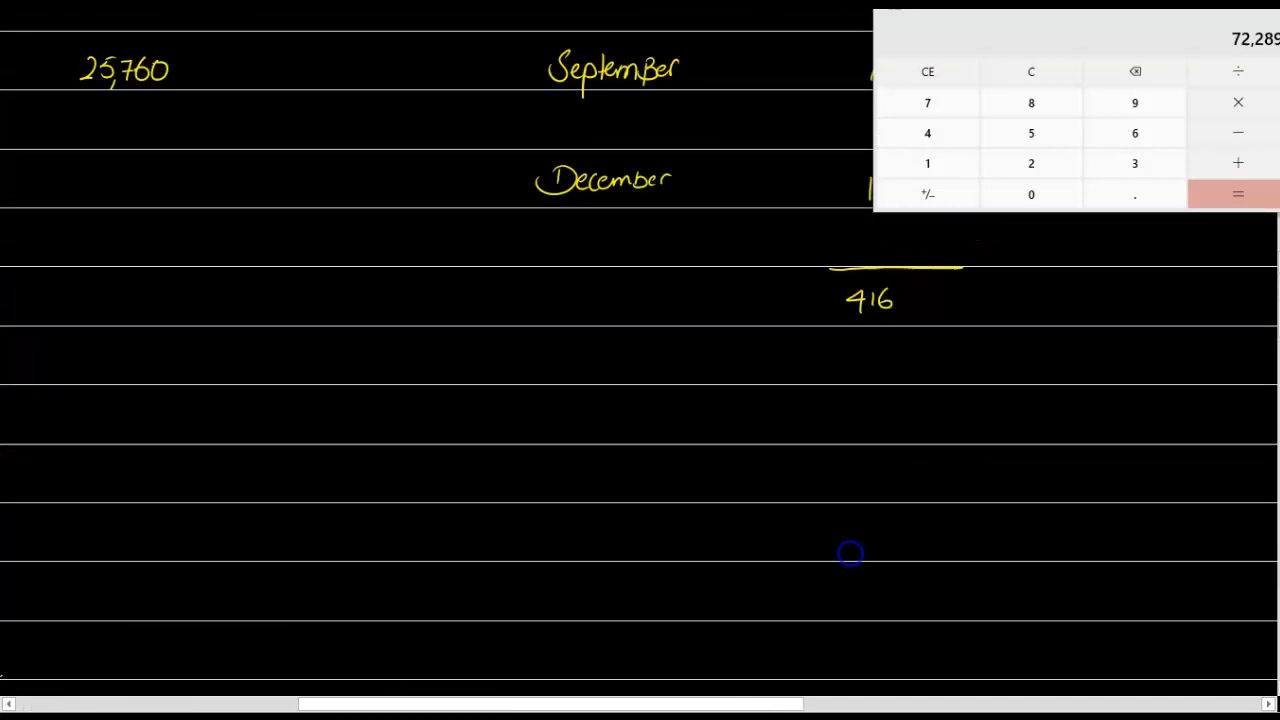 72,289
25,760 September
CE C ⌫ ÷
7 8 9 ×
4 5 6 −
1 2 3 +
December
+/− 0 . =
416